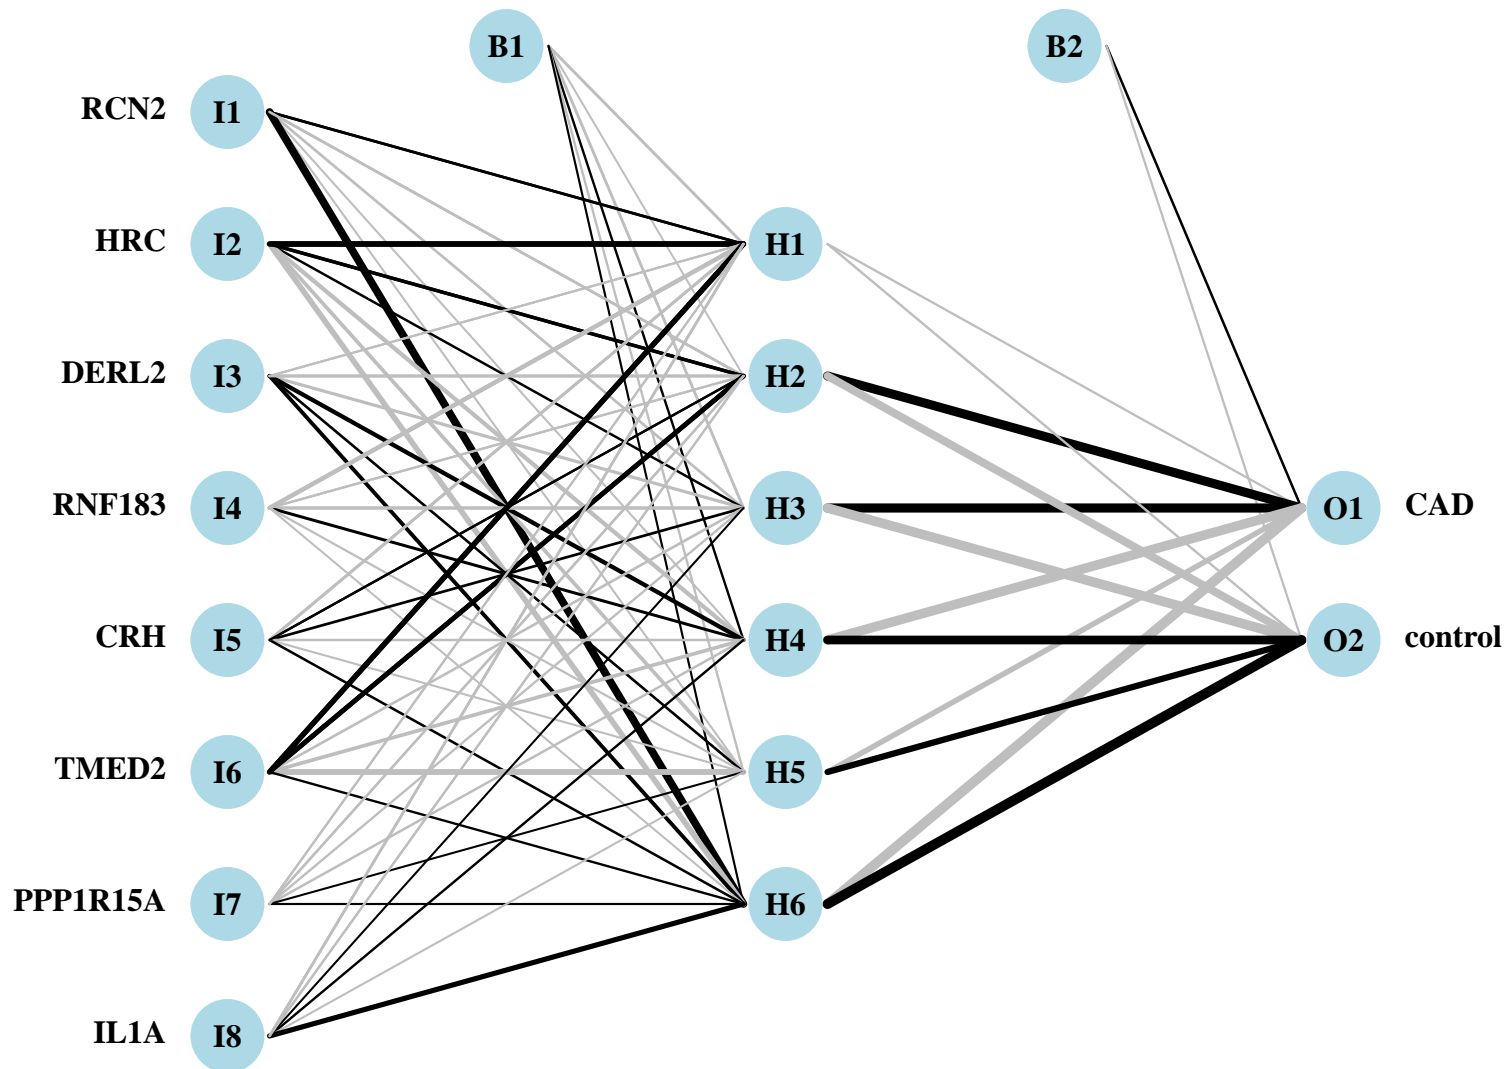 B1 B2
RCN2 I1
HRC I2 H1
DERL2 I3 H2
RNF183 I4 H3 O1 CAD
CRH I5 H4 O2 control
TMED2 I6 H5
PPP1R15A I7 H6
IL1A I8